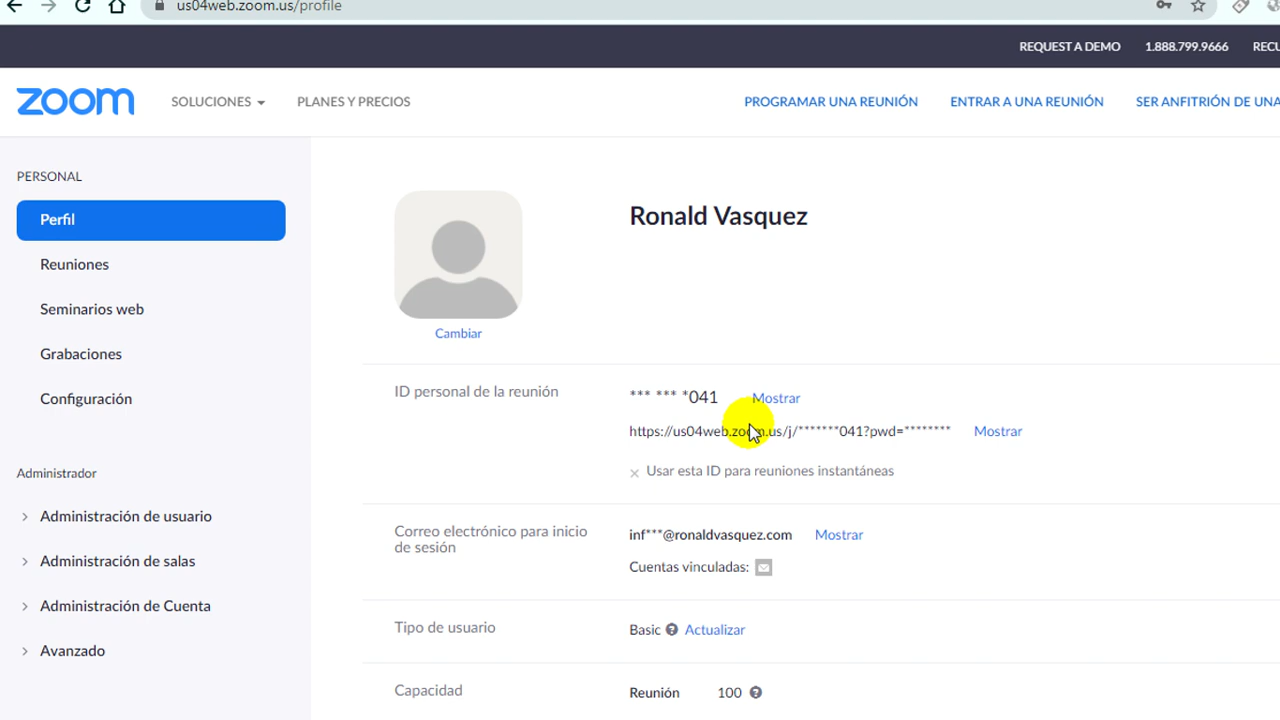 us04web.zoom.us/profile
REQUEST A DEMO 1.888.799.9666 RECU
zoom SOLUCIONES PLANES Y PRECIOS PROGRAMAR UNA REUNIÓN ENTRAR A UNA REUNIÓN SER ANFITRIÓN DE UNA
PERSONAL
Perfil
Reuniones
Seminarios web
Grabaciones
Configuración
Administrador
Administración de usuario
Administración de salas
Administración de Cuenta
Avanzado
Ronald Vasquez
Cambiar
ID personal de la reunión
*** *** *041 Mostrar
https://us04web.zoom.us/j/*******041?pwd=******** Mostrar
× Usar esta ID para reuniones instantáneas
Correo electrónico para inicio
de sesión
inf***@ronaldvasquez.com Mostrar
Cuentas vinculadas:
Tipo de usuario
Basic Actualizar
Capacidad
Reunión 100